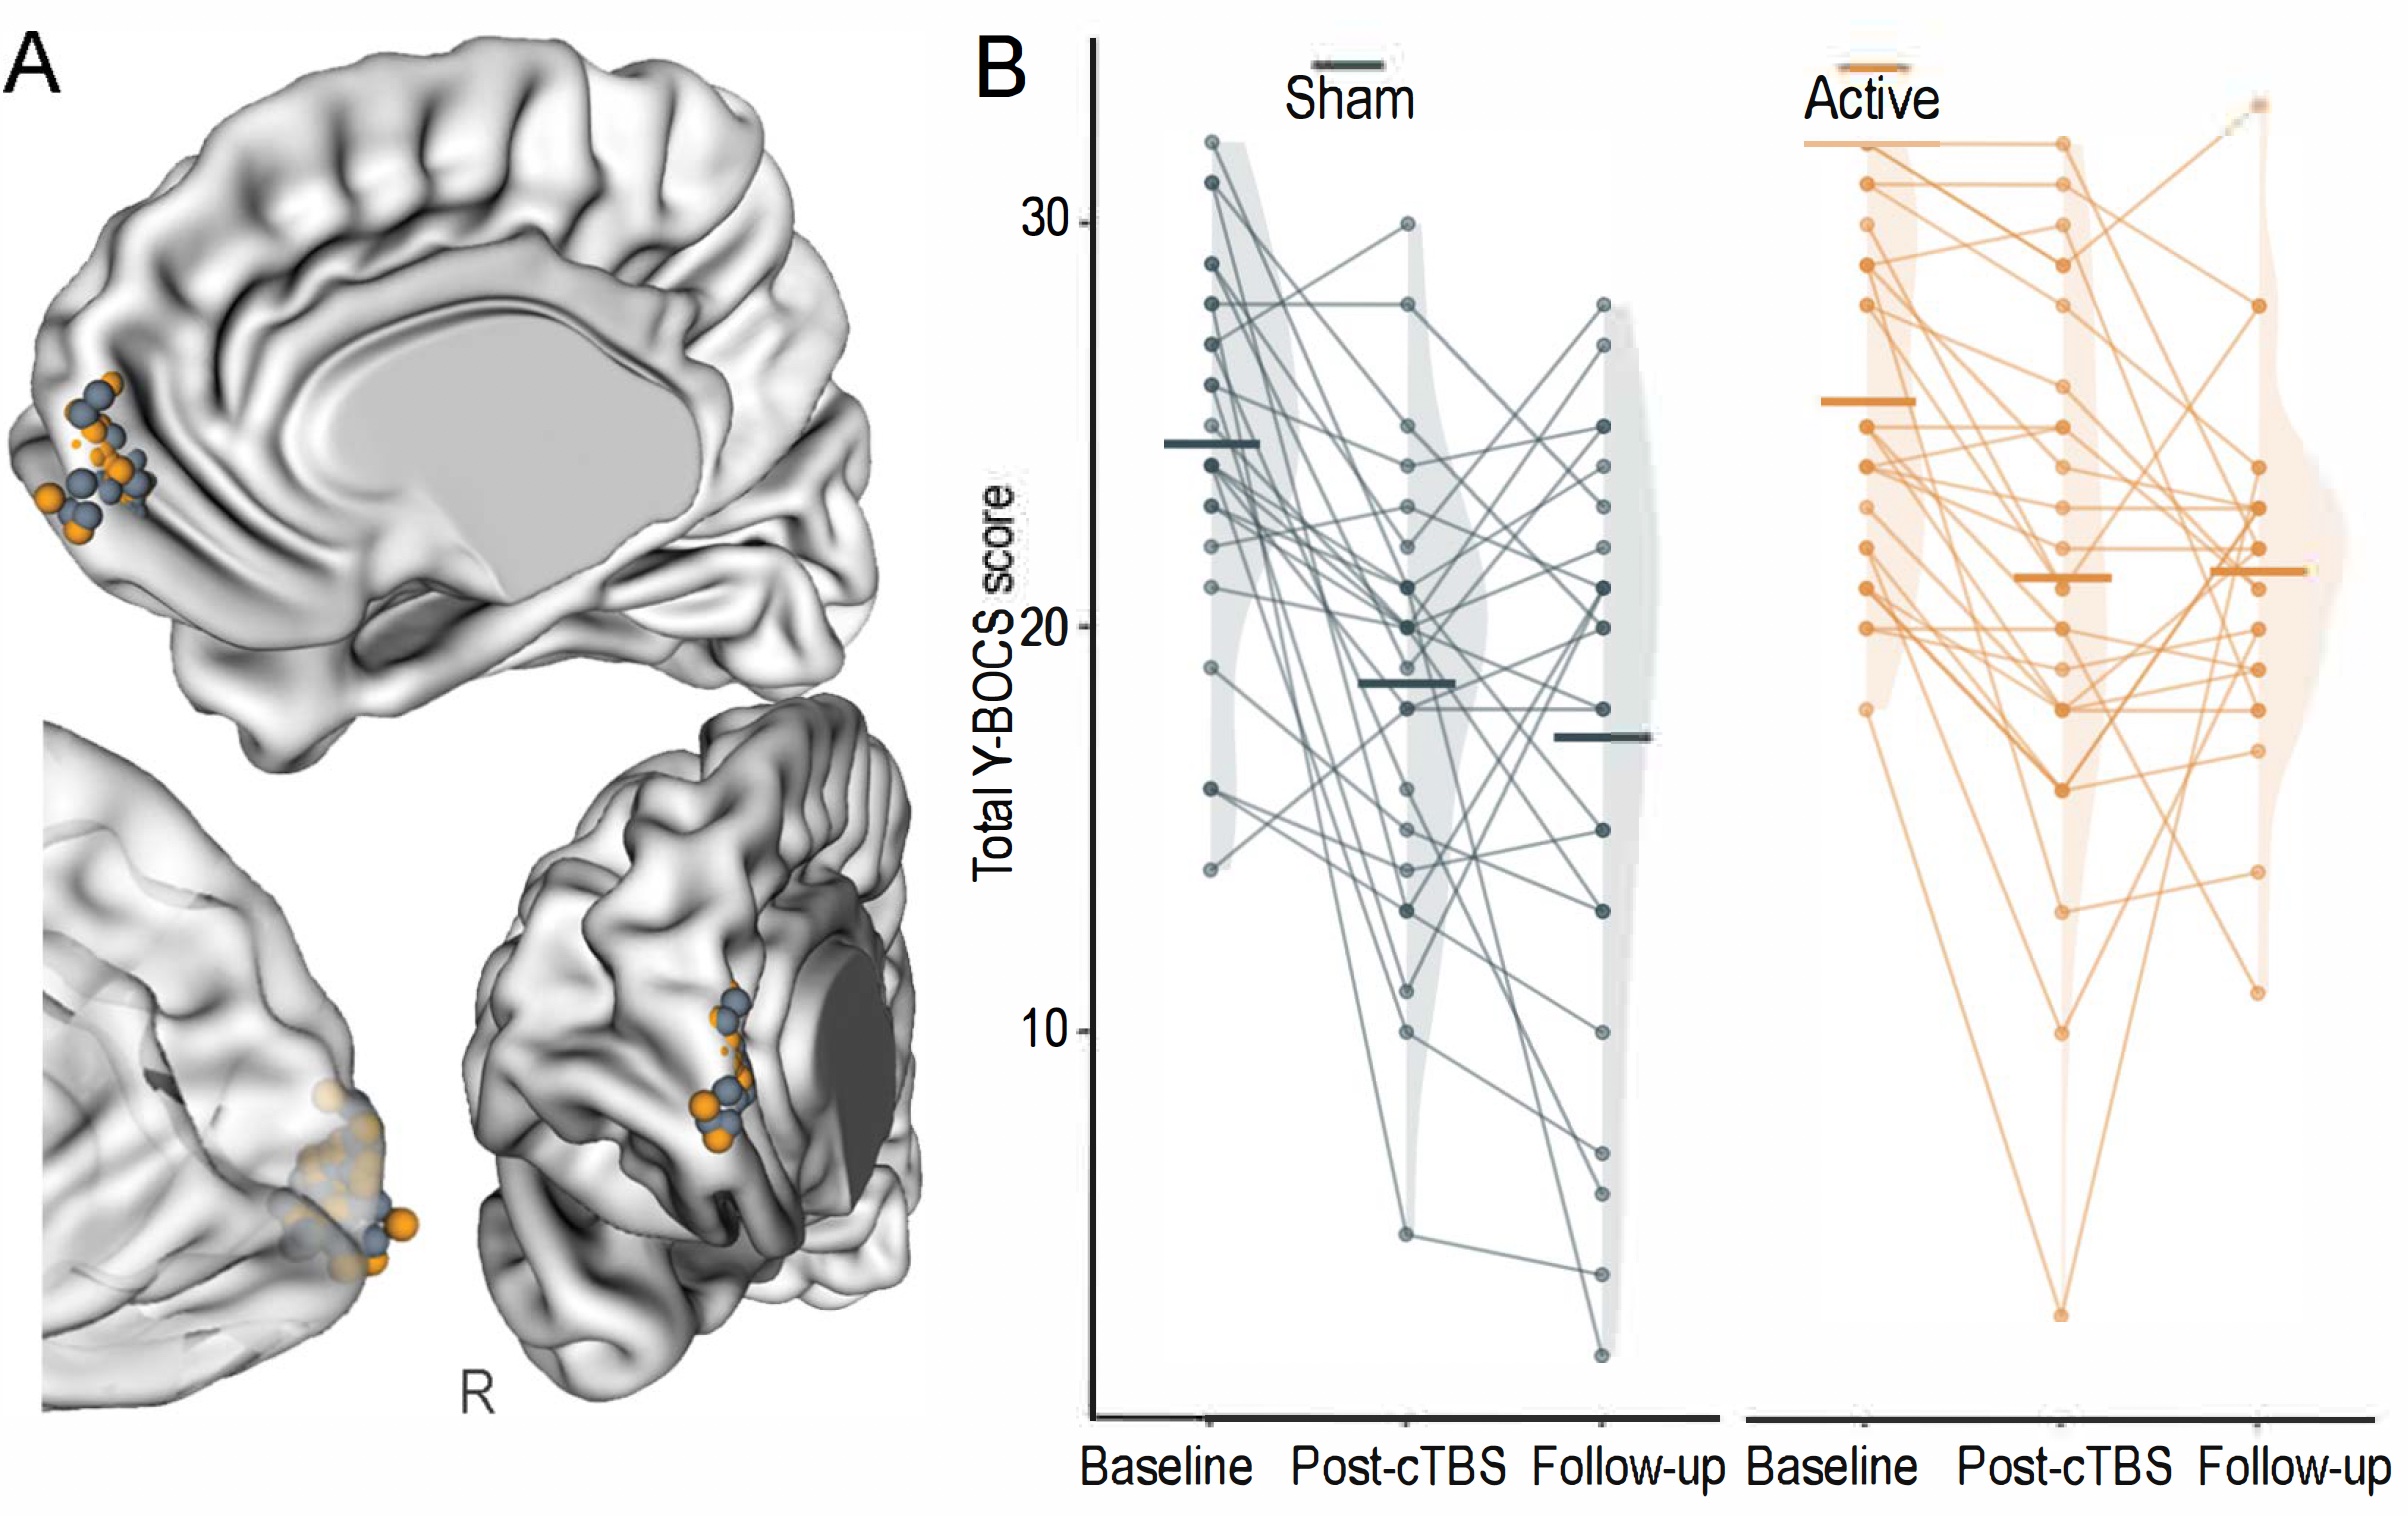 A
B
Sham
Active
30
20
10
Total Y-BOCS score
R
Baseline Post-cTBS Follow-up Baseline Post-cTBS Follow-up